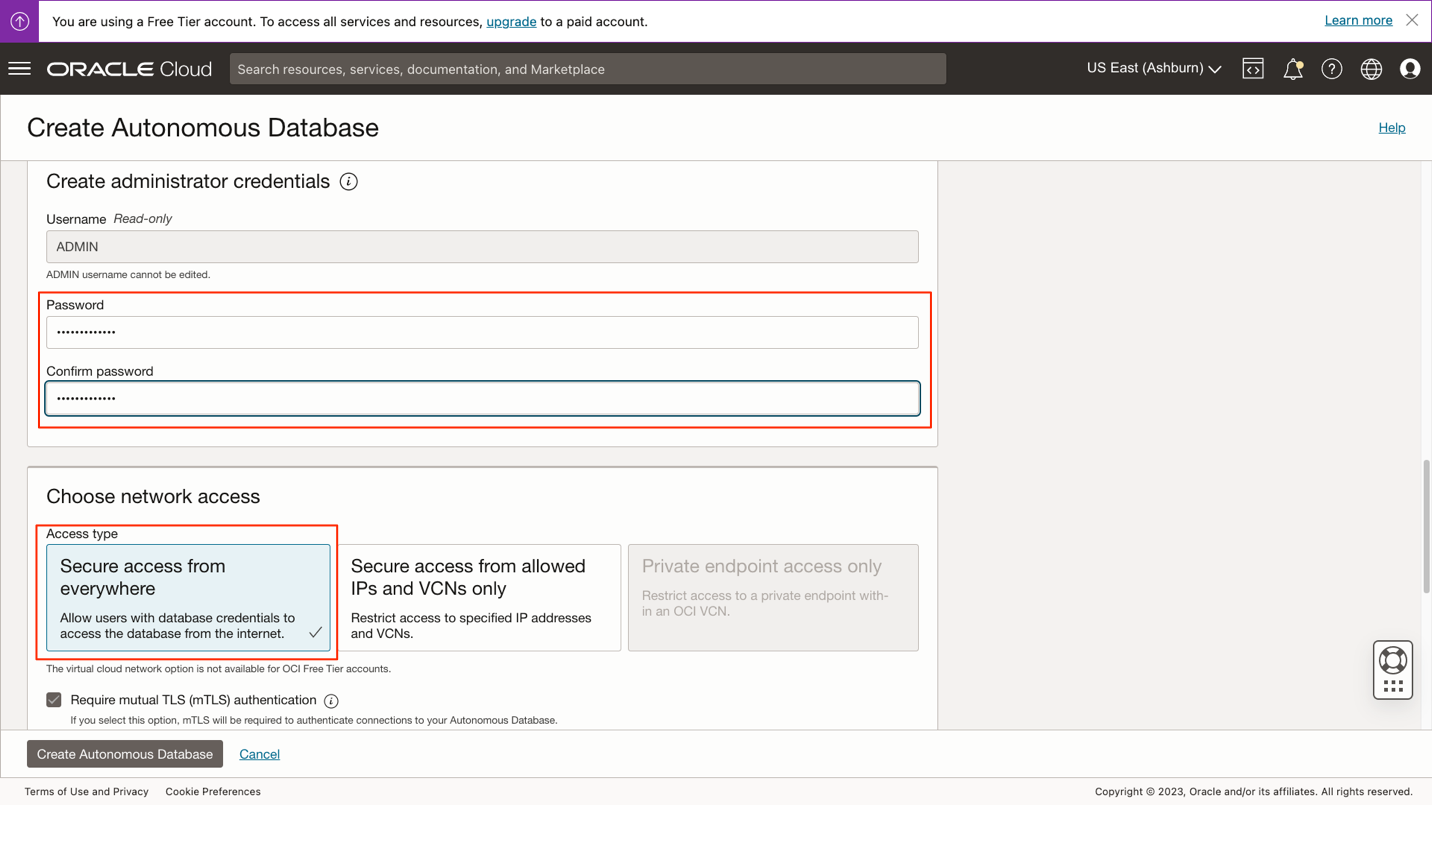 You are using a Free Tier account. To access all services and resources, upgrade to a paid account.
Learn more
ORACLE Cloud
Search resources, services, documentation, and Marketplace
US East (Ashburn)
Create Autonomous Database
Help
Create administrator credentials
Username Read-only
ADMIN
ADMIN username cannot be edited.
Password
•••••••••••••
Confirm password
•••••••••••••
Choose network access
Access type
Secure access from
everywhere
Allow users with database credentials to
access the database from the internet.
Secure access from allowed
IPs and VCNs only
Restrict access to specified IP addresses
and VCNs.
Private endpoint access only
Restrict access to a private endpoint with-
in an OCI VCN.
The virtual cloud network option is not available for OCI Free Tier accounts.
Require mutual TLS (mTLS) authentication
If you select this option, mTLS will be required to authenticate connections to your Autonomous Database.
Create Autonomous Database
Cancel
Terms of Use and Privacy
Cookie Preferences
Copyright © 2023, Oracle and/or its affiliates. All rights reserved.